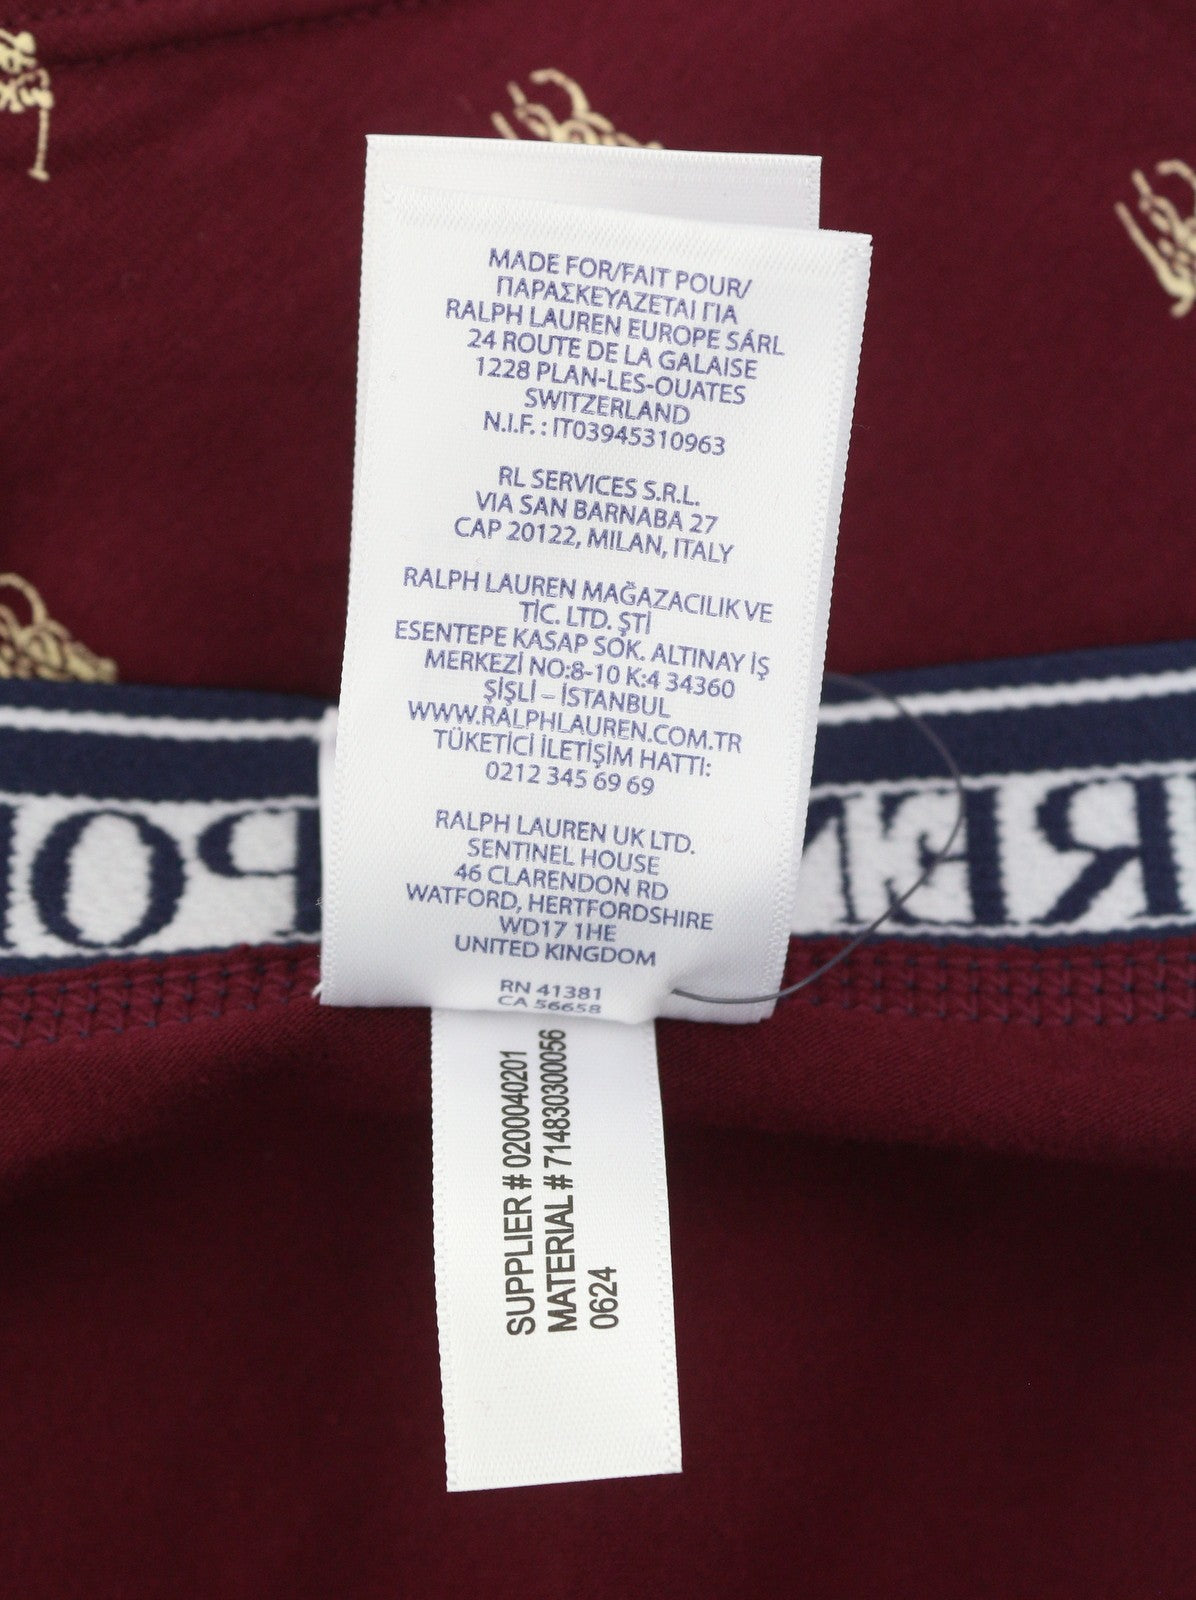 MADE FOR/FAIT POUR/
ΠΑΡΑΣΚΕΥΑΖΕΤΑΙ ΓΙΑ
RALPH LAUREN EUROPE SÁRL
24 ROUTE DE LA GALAISE
1228 PLAN-LES-OUATES
SWITZERLAND
N.I.F. : IT03945310963
RL SERVICES S.R.L.
VIA SAN BARNABA 27
CAP 20122, MILAN, ITALY
RALPH LAUREN MAĞAZACILIK VE
TİC. LTD. ŞTİ
ESENTEPE KASAP SOK. ALTINAY İŞ
MERKEZİ NO:8-10 K:4 34360
ŞİŞLİ – İSTANBUL
WWW.RALPHLAUREN.COM.TR
TÜKETİCİ İLETİŞİM HATTI:
0212 345 69 69
RALPH LAUREN UK LTD.
SENTINEL HOUSE
46 CLARENDON RD
WATFORD, HERTFORDSHIRE
WD17 1HE
UNITED KINGDOM
RN 41381
CA 56658
SUPPLIER # 0200040201
MATERIAL # 714830300056
0624